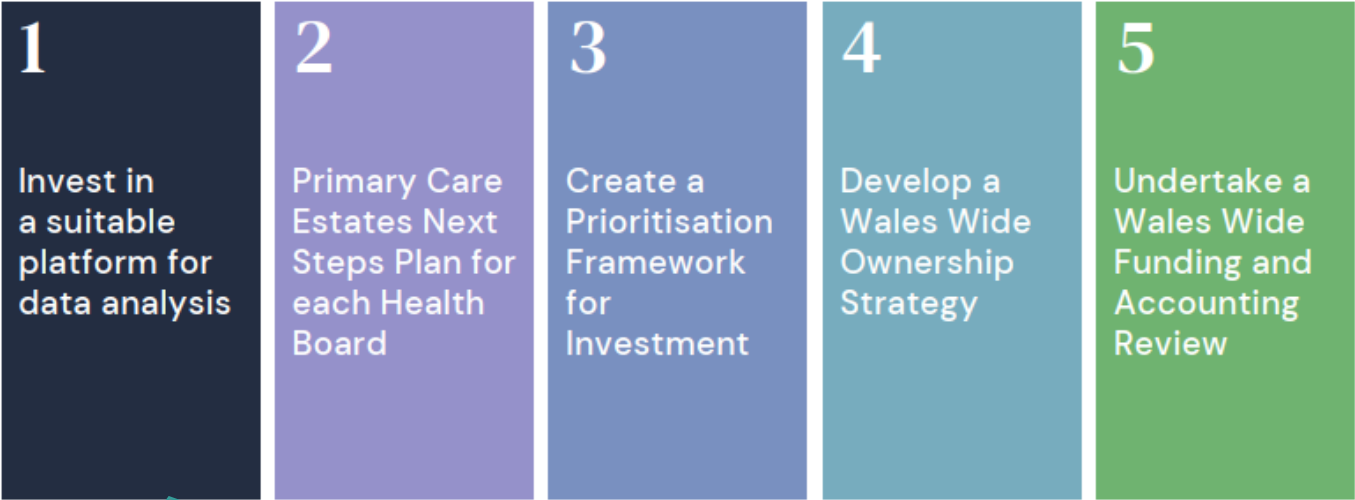 1
Invest in
a suitable
platform for
data analysis
2
Primary Care
Estates Next
Steps Plan for
each Health
Board
3
Create a
Prioritisation
Framework
for
Investment
4
Develop a
Wales Wide
Ownership
Strategy
5
Undertake a
Wales Wide
Funding and
Accounting
Review